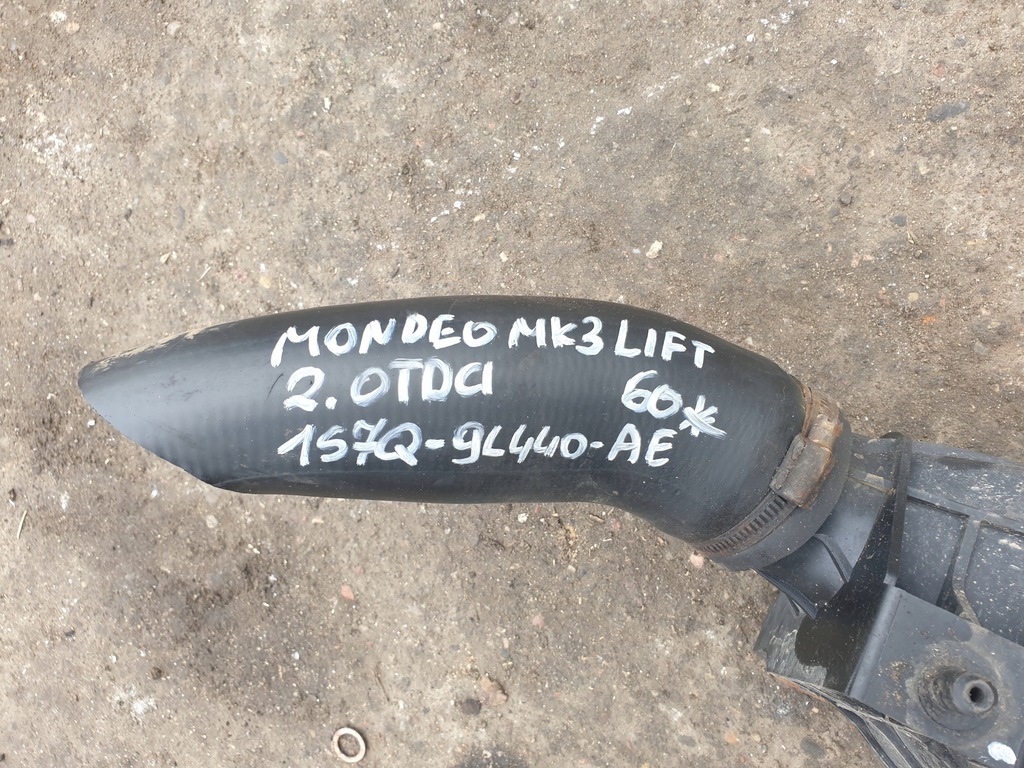 MONDEO MK3 LIFT
2.0TDCI 60*
1S7Q-9L440-AE